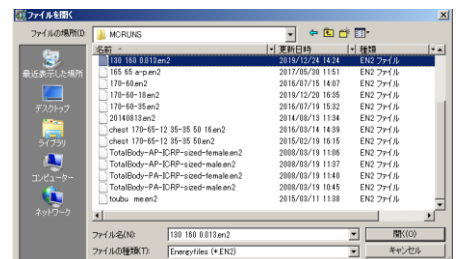 ファイルを開く
ファイルの場所(I):
MCRUNS
名前
更新日時
種類
130 160 0.013.en2 2019/12/24 14:24 EN2 ファイル
165 65 a-p.en2 2017/05/30 11:51 EN2 ファイル
170-60.en2 2016/07/15 14:07 EN2 ファイル
170-60-18.en2 2019/12/20 16:35 EN2 ファイル
170-60-35.en2 2016/07/19 15:32 EN2 ファイル
20140813.en2 2014/08/13 11:34 EN2 ファイル
chest 170-65-12 35-35 50 16.en2 2016/03/14 14:39 EN2 ファイル
chest 170-65-12 35-35 50.en2 2015/02/19 16:15 EN2 ファイル
TotalBody-AP-ICRP-sized-female.en2 2008/03/19 11:06 EN2 ファイル
TotalBody-AP-ICRP-sized-male.en2 2008/03/19 11:37 EN2 ファイル
TotalBody-PA-ICRP-sized-female.en2 2008/03/19 11:40 EN2 ファイル
TotalBody-PA-ICRP-sized-male.en2 2008/03/19 10:45 EN2 ファイル
toubu me.en2 2015/03/11 11:38 EN2 ファイル
最近表示した場所
デスクトップ
ライブラリ
コンピューター
ネットワーク
ファイル名(N):
130 160 0.013.en2
開く(O)
ファイルの種類(T):
Energyfiles (*.EN2)
キャンセル